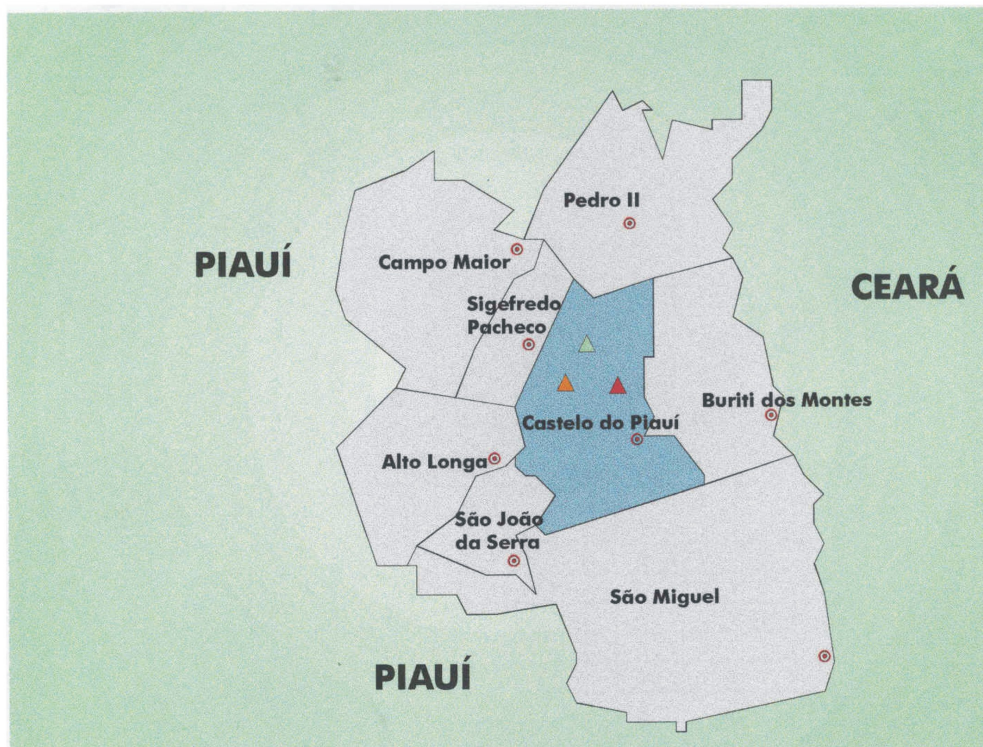 Pedro II
PIAUÍ
Campo Maior
CEARÁ
Sigefredo
Pacheco
Buriti dos Montes
Castelo do Piauí
Alto Longa
São João
da Serra
São Miguel
PIAUÍ